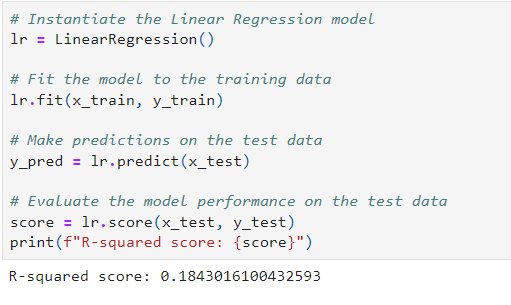 # Instantiate the Linear Regression model
lr = LinearRegression()
# Fit the model to the training data
lr.fit(x_train, y_train)
# Make predictions on the test data
y_pred = lr.predict(x_test)
# Evaluate the model performance on the test data
score = lr.score(x_test, y_test)
print(f"R-squared score: {score}")
R-squared score: 0.1843016100432593